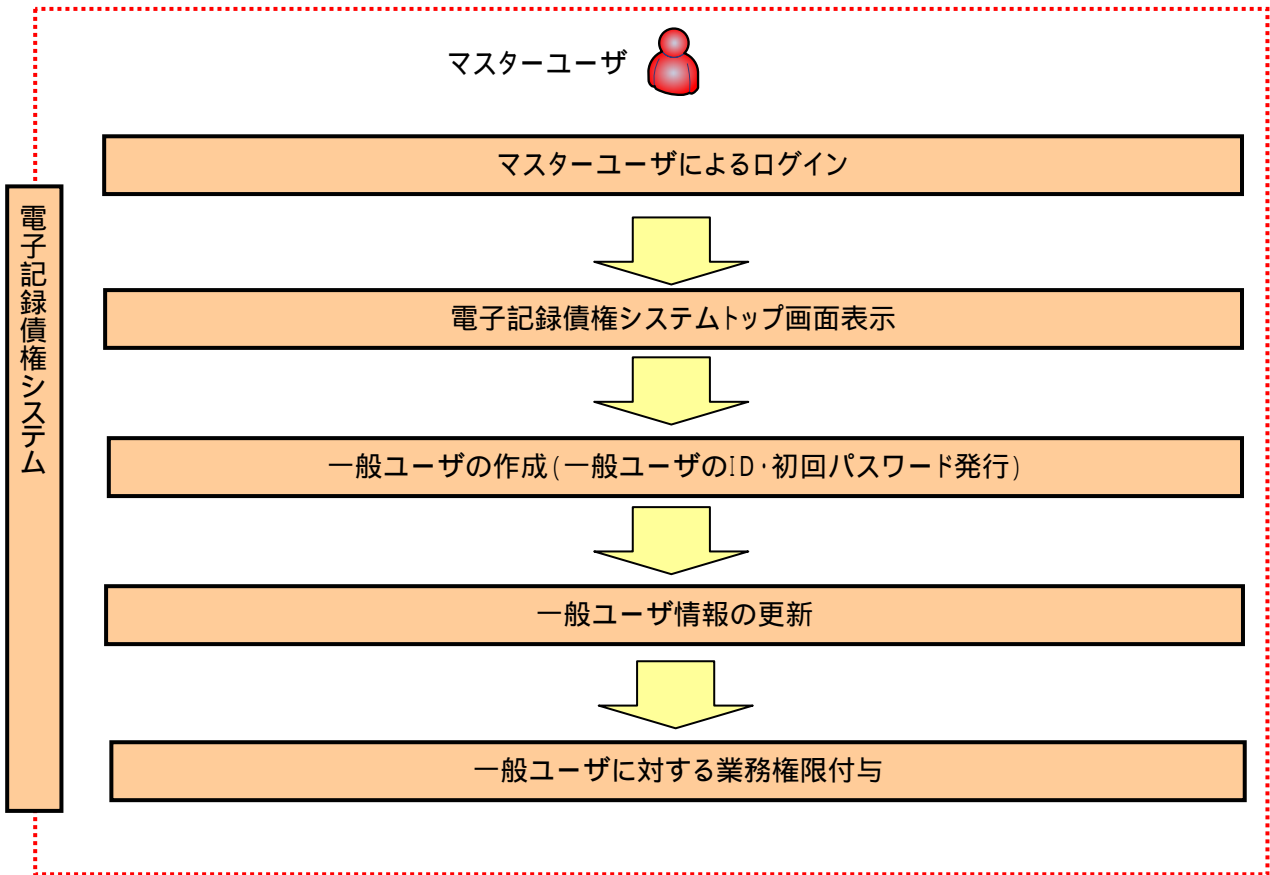 マスターユーザ
マスターユーザによるログイン
電子記録債権システム
電子記録債権システムトップ画面表示
一般ユーザの作成(一般ユーザのID・初回パスワード発行)
一般ユーザ情報の更新
一般ユーザに対する業務権限付与